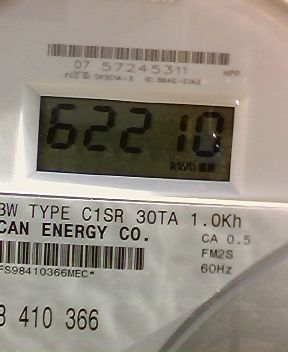 07 57245311 HPP
62210
kWh
3W TYPE C1SR 30TA 1.0Kh
CAN ENERGY CO.
CA 0.5
FM2S
60Hz
FS98410366MEC*
410 366